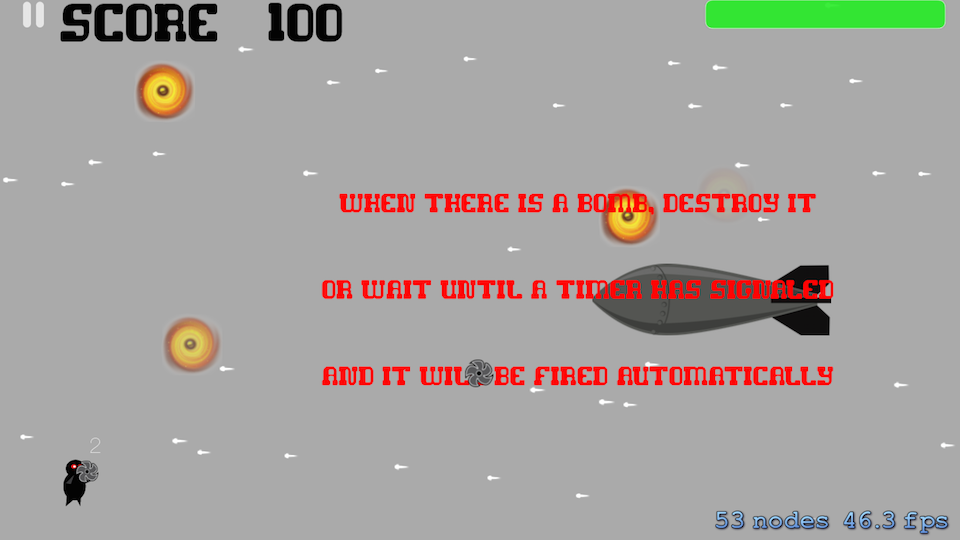 SCORE 100
WHEN THERE IS A BOMB, DESTROY IT
OR WAIT UNTIL A TIMER HAS SIGNALED
AND IT WILL BE FIRED AUTOMATICALLY
2
53 nodes 46.3 fps